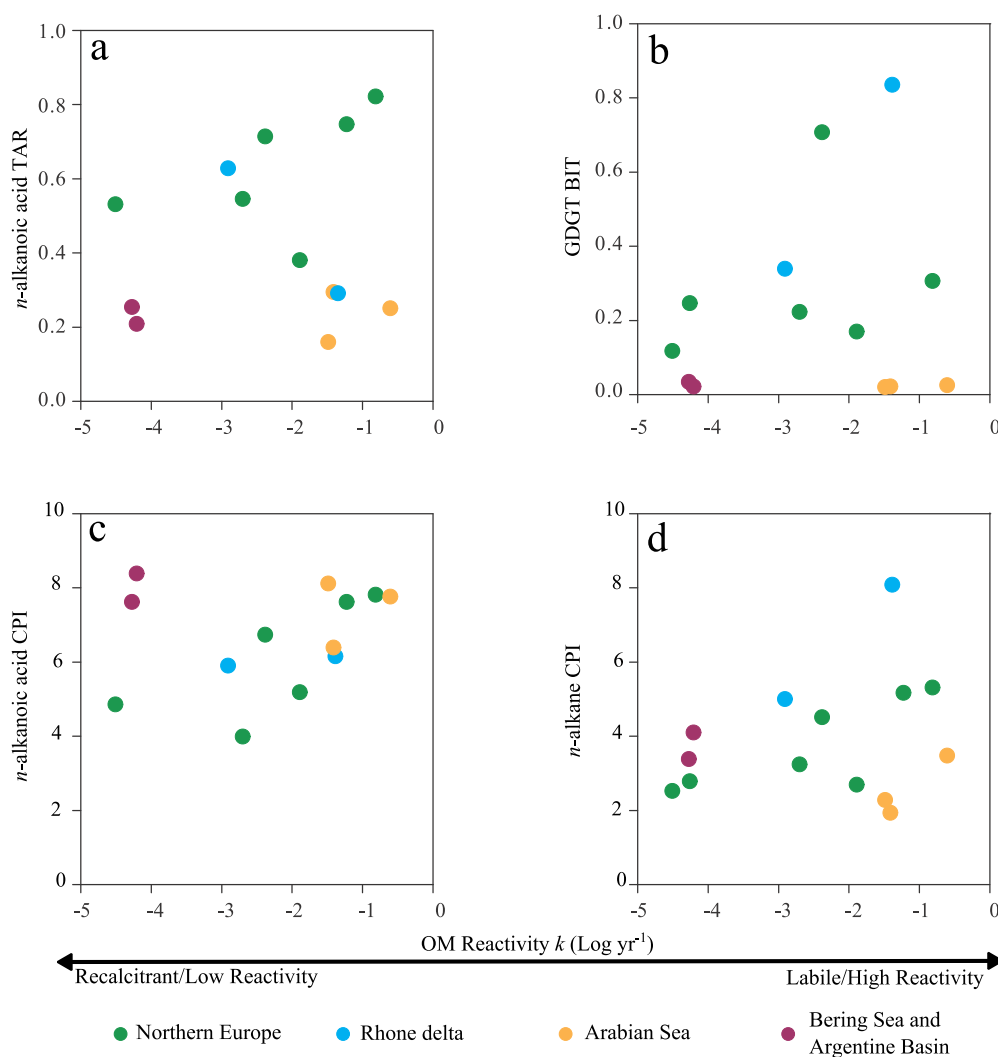 a
n-alkanoic acid TAR
1.0
0.8
0.6
0.4
0.2
0.0
-5 -4 -3 -2 -1 0
b
GDGT BIT
1.0
0.8
0.6
0.4
0.2
0.0
-5 -4 -3 -2 -1 0
c
n-alkanoic acid CPI
10
8
6
4
2
0
-5 -4 -3 -2 -1 0
d
n-alkane CPI
10
8
6
4
2
0
-5 -4 -3 -2 -1 0
OM Reactivity k (Log yr⁻¹)
Recalcitrant/Low Reactivity Labile/High Reactivity
Northern Europe Rhone delta Arabian Sea Bering Sea and
Argentine Basin